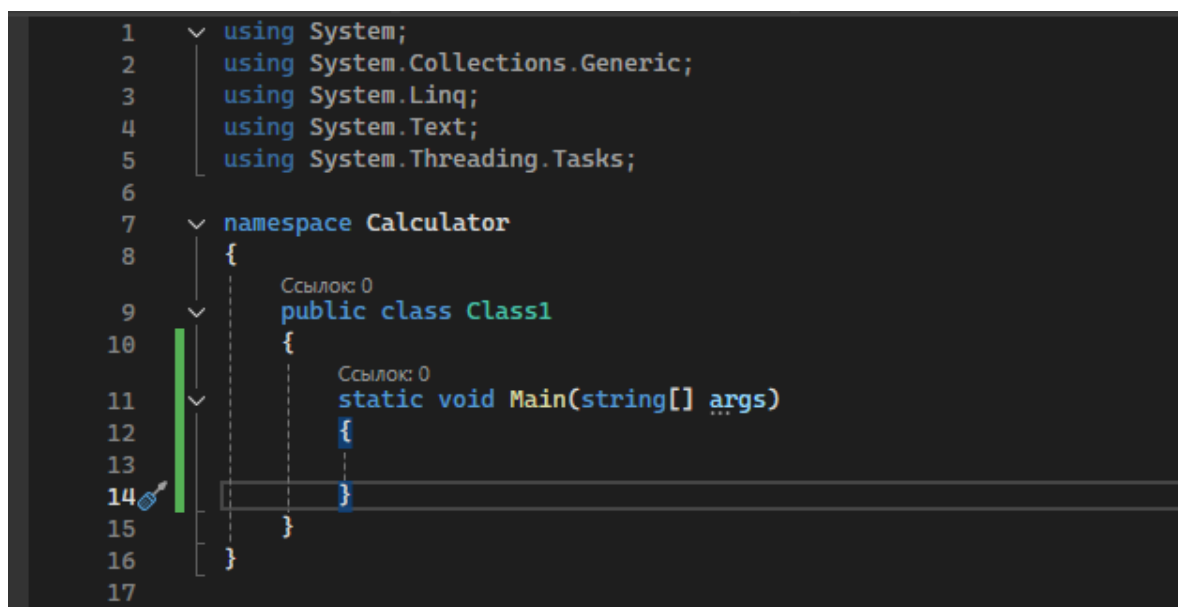 1 using System;
2 using System.Collections.Generic;
3 using System.Linq;
4 using System.Text;
5 using System.Threading.Tasks;
6
7 namespace Calculator
8 {
Ссылок: 0
9 public class Class1
10 {
Ссылок: 0
11 static void Main(string[] args)
12 {
13
14 }
15 }
16 }
17